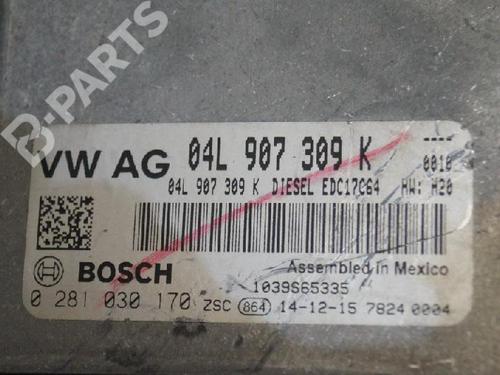 B-PARTS
VW AG 04L 907 309 K ----
0010
04L 907 309 K DIESEL EDC17C64 HW: H20
BOSCH Assembled in Mexico
1039S65335
0 281 030 170 ZSC 864 14-12-15 7824 0004